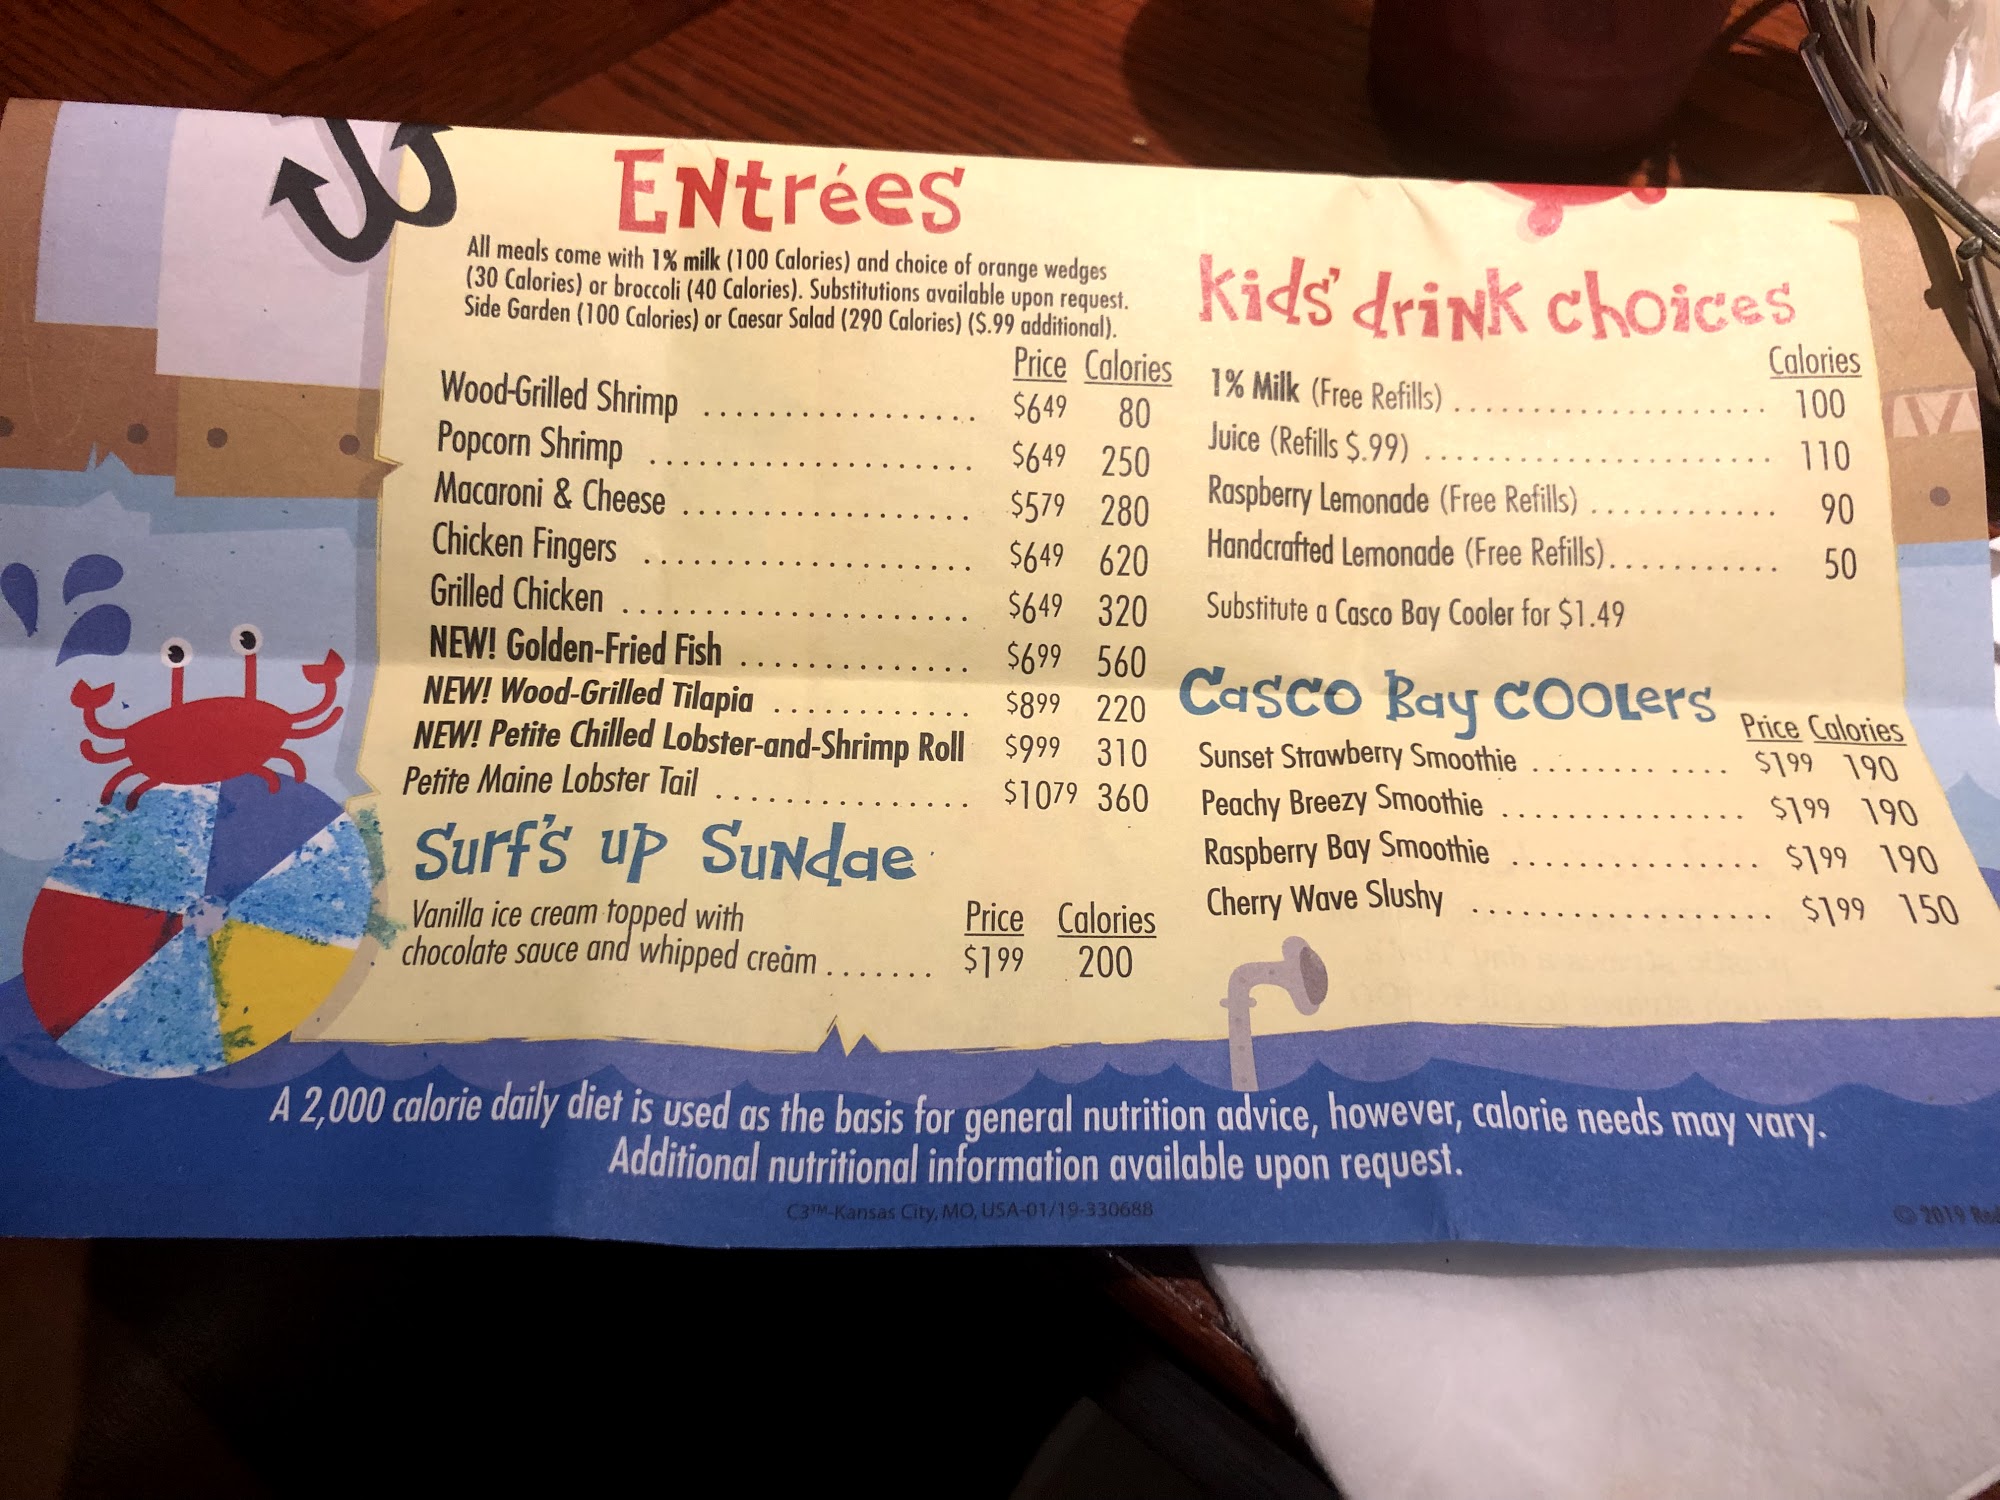 Entrées
All meals come with 1% milk (100 Calories) and choice of orange wedges
(30 Calories) or broccoli (40 Calories). Substitutions available upon request.
Side Garden (100 Calories) or Caesar Salad (290 Calories) ($.99 additional).
Price Calories
Wood-Grilled Shrimp .................. $6⁴⁹ 80
Popcorn Shrimp ..................... $6⁴⁹ 250
Macaroni & Cheese ................... $5⁷⁹ 280
Chicken Fingers ..................... $6⁴⁹ 620
Grilled Chicken ...................... $6⁴⁹ 320
NEW! Golden-Fried Fish ............... $6⁹⁹ 560
NEW! Wood-Grilled Tilapia ............. $8⁹⁹ 220
NEW! Petite Chilled Lobster-and-Shrimp Roll $9⁹⁹ 310
Petite Maine Lobster Tail ................. $10⁷⁹ 360
Surf's up Sundae
Price Calories
Vanilla ice cream topped with
chocolate sauce and whipped cream ....... $1⁹⁹ 200
kids' drink choices
Calories
1% Milk (Free Refills) ..................... 100
Juice (Refills $.99) ....................... 110
Raspberry Lemonade (Free Refills) ............ 90
Handcrafted Lemonade (Free Refills)........... 50
Substitute a Casco Bay Cooler for $1.49
Casco Bay Coolers
Price Calories
Sunset Strawberry Smoothie ............. $1⁹⁹ 190
Peachy Breezy Smoothie ................ $1⁹⁹ 190
Raspberry Bay Smoothie ................ $1⁹⁹ 190
Cherry Wave Slushy ................... $1⁹⁹ 150
A 2,000 calorie daily diet is used as the basis for general nutrition advice, however, calorie needs may vary.
Additional nutritional information available upon request.
C3™-Kansas City, MO, USA-01/19-330688
© 2019 Red